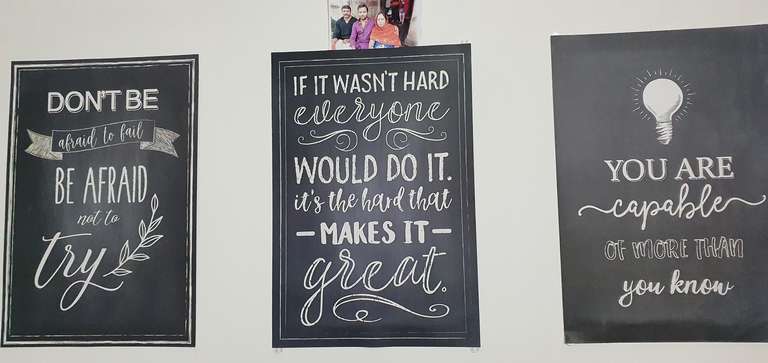 DON'T BE
afraid to fail
BE AFRAID
not to
Try
IF IT WASN'T HARD
everyone
WOULD DO IT.
it's the hard that
MAKES IT
great.
YOU ARE
capable
OF MORE THAN
you know